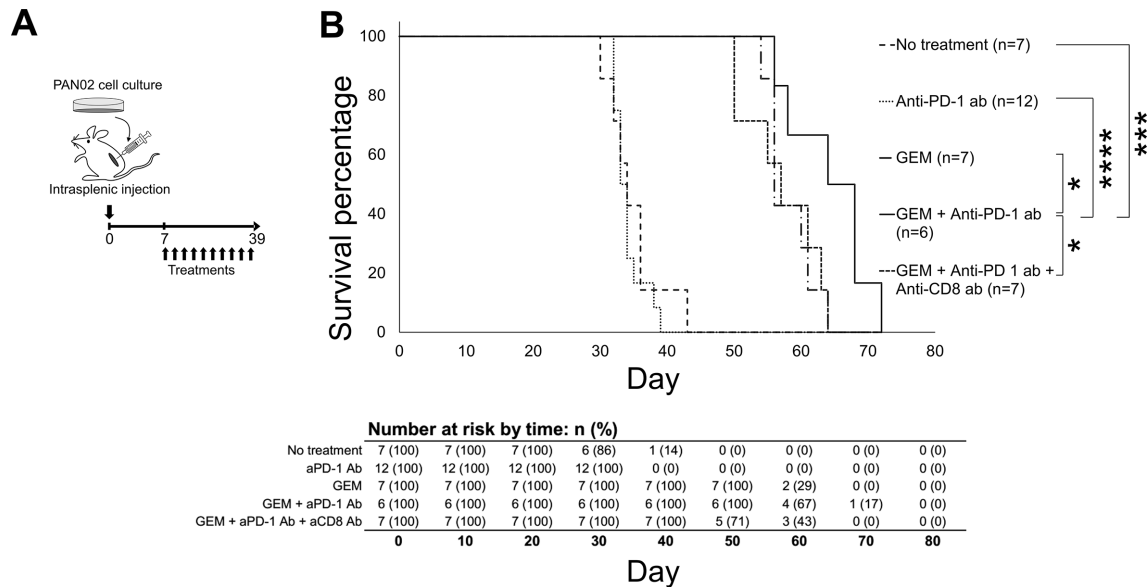 A
PAN02 cell culture
Intrasplenic injection
0 7 39
Treatments
B
Survival percentage
100
80
60
40
20
0
0 10 20 30 40 50 60 70 80
Day
No treatment (n=7)
Anti-PD-1 ab (n=12)
GEM (n=7)
GEM + Anti-PD-1 ab
(n=6)
GEM + Anti-PD 1 ab +
Anti-CD8 ab (n=7)
***
****
*
*
Number at risk by time: n (%)
No treatment 7 (100) 7 (100) 7 (100) 6 (86) 1 (14) 0 (0) 0 (0) 0 (0) 0 (0)
aPD-1 Ab 12 (100) 12 (100) 12 (100) 12 (100) 0 (0) 0 (0) 0 (0) 0 (0) 0 (0)
GEM 7 (100) 7 (100) 7 (100) 7 (100) 7 (100) 7 (100) 2 (29) 0 (0) 0 (0)
GEM + aPD-1 Ab 6 (100) 6 (100) 6 (100) 6 (100) 6 (100) 6 (100) 4 (67) 1 (17) 0 (0)
GEM + aPD-1 Ab + aCD8 Ab 7 (100) 7 (100) 7 (100) 7 (100) 7 (100) 5 (71) 3 (43) 0 (0) 0 (0)
0 10 20 30 40 50 60 70 80
Day